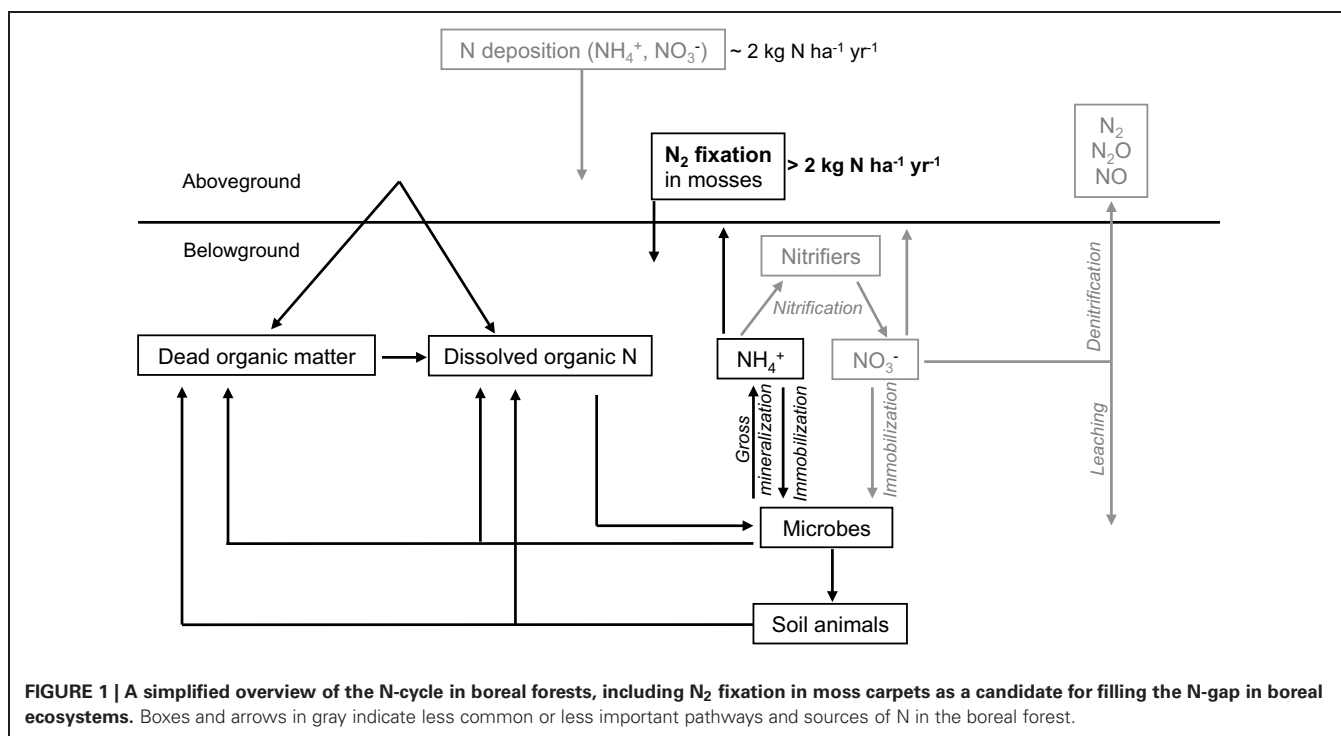 N deposition (NH₄⁺, NO₃⁻) ~ 2 kg N ha⁻¹ yr⁻¹
N₂ fixation
in mosses
> 2 kg N ha⁻¹ yr⁻¹
N₂
N₂O
NO
Aboveground
Belowground
Nitrifiers
Nitrification
Denitrification
Dead organic matter
Dissolved organic N
NH₄⁺
NO₃⁻
Gross
mineralization
Immobilization
Immobilization
Leaching
Microbes
Soil animals
FIGURE 1 | A simplified overview of the N-cycle in boreal forests, including N₂ fixation in moss carpets as a candidate for filling the N-gap in boreal
ecosystems. Boxes and arrows in gray indicate less common or less important pathways and sources of N in the boreal forest.